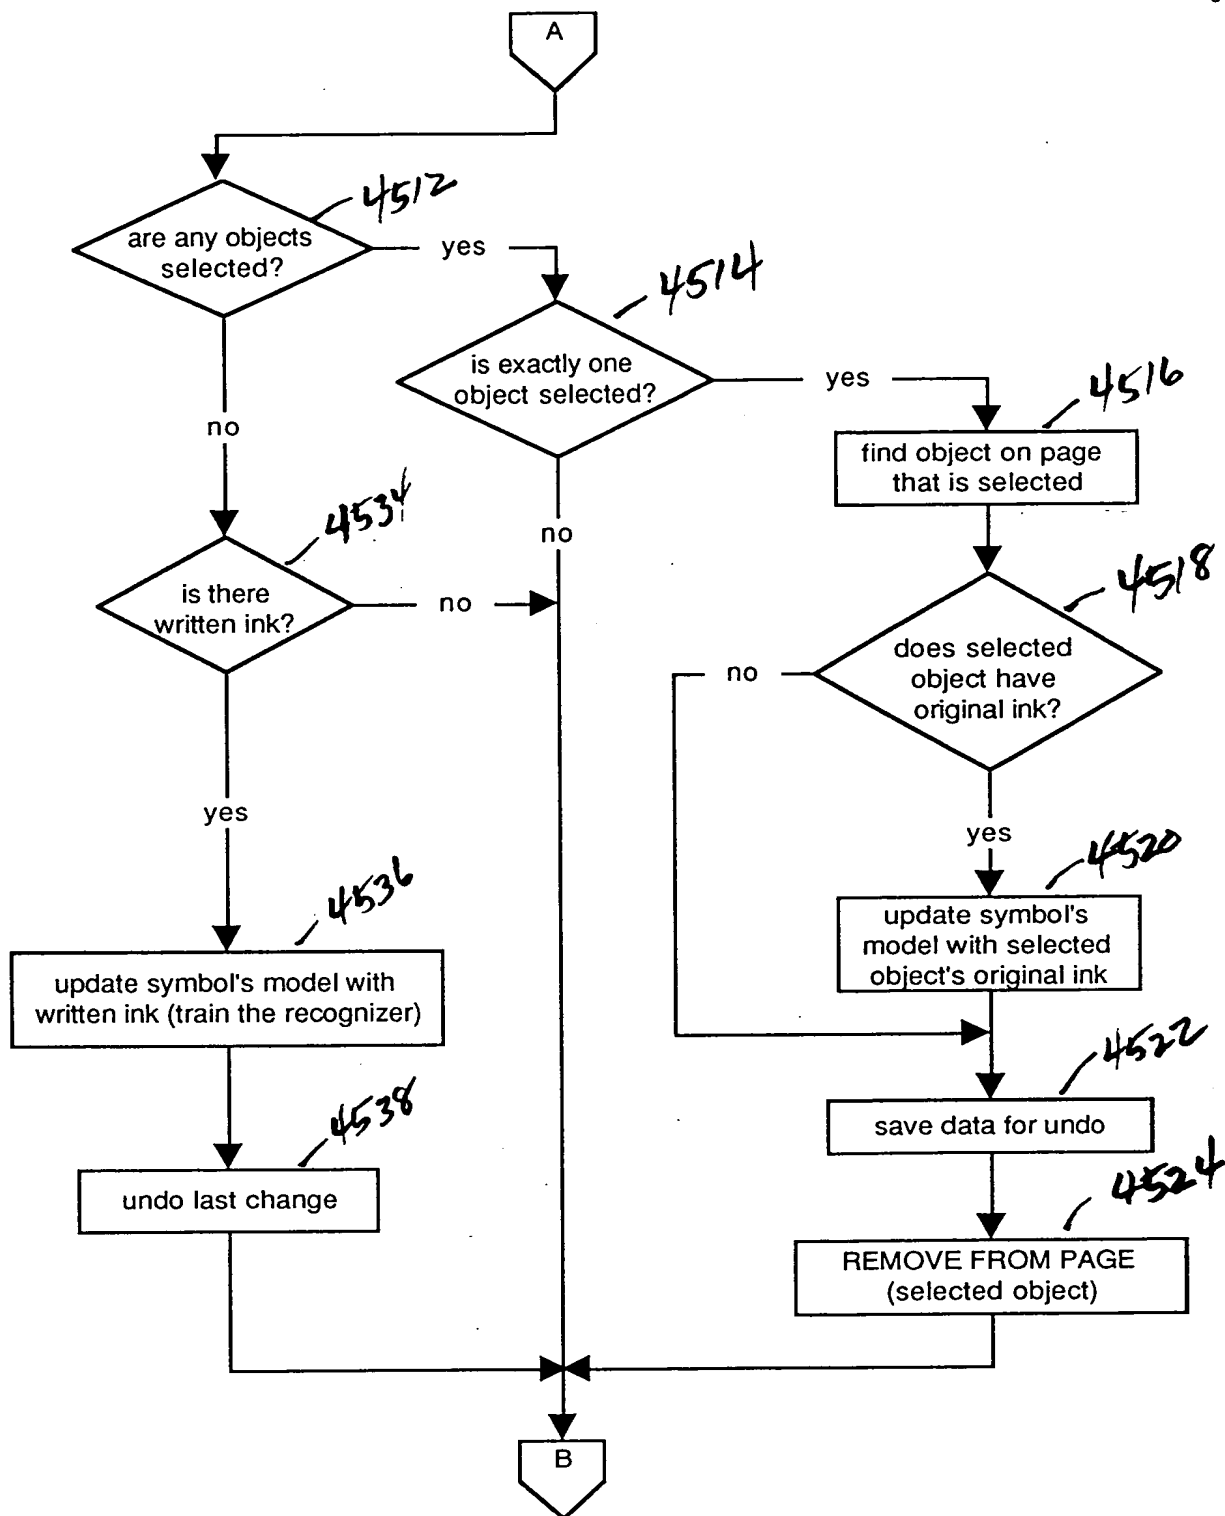 A
4512
are any objects
selected?
yes
4514
is exactly one
object selected?
yes
4516
find object on page
that is selected
no
4534
is there
written ink?
no
no
4518
does selected
object have
original ink?
no
yes
yes
4520
update symbol's
model with selected
object's original ink
4536
update symbol's model with
written ink (train the recognizer)
4522
save data for undo
4538
undo last change
4524
REMOVE FROM PAGE
(selected object)
B